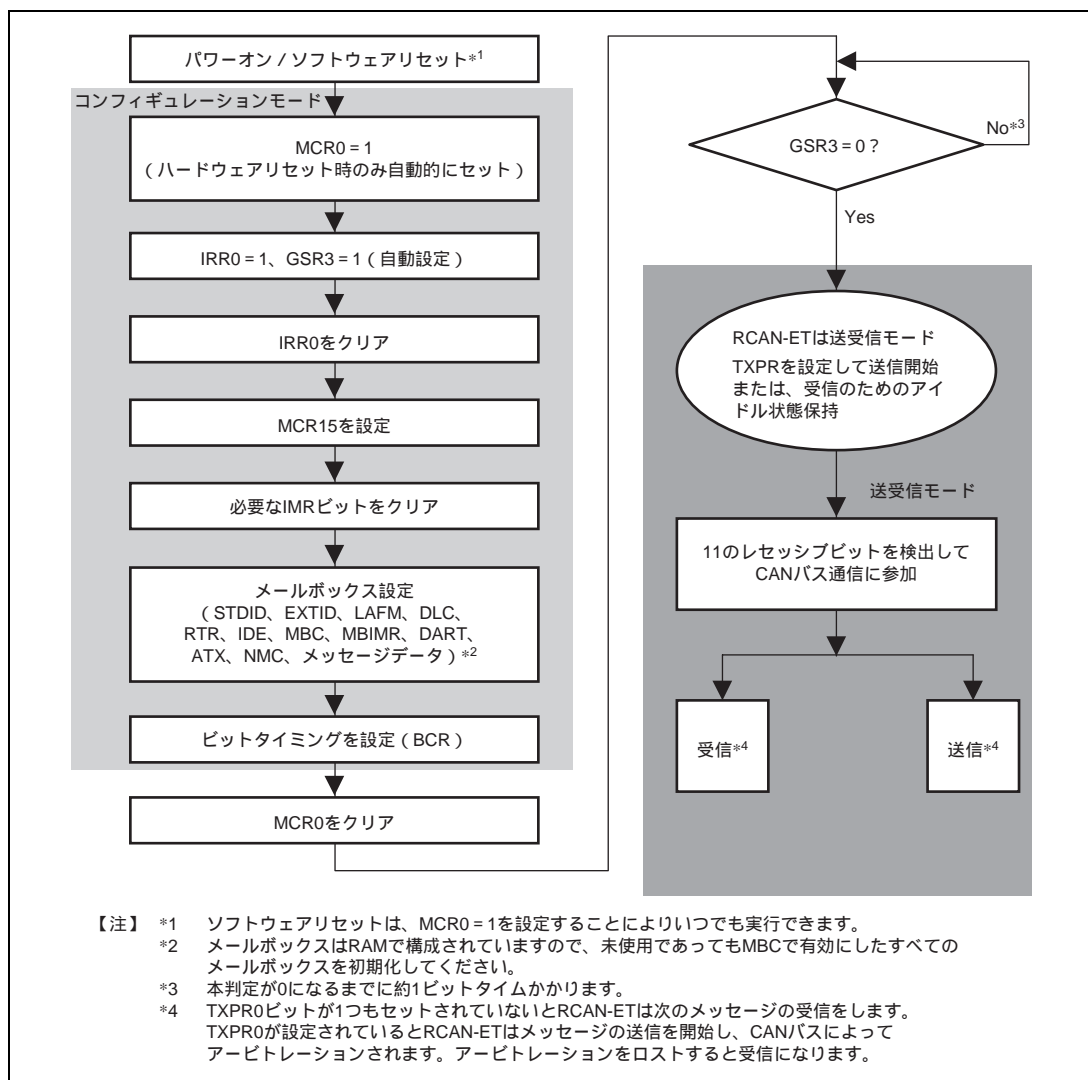 パワーオン / ソフトウェアリセット*1
コンフィギュレーションモード
MCR0 = 1
( ハードウェアリセット時のみ自動的にセット )
IRR0 = 1、GSR3 = 1 ( 自動設定 )
IRR0をクリア
MCR15を設定
必要なIMRビットをクリア
メールボックス設定
( STDID、EXTID、LAFM、DLC、
RTR、IDE、MBC、MBIMR、DART、
ATX、NMC、メッセージデータ ) *2
ビットタイミングを設定 ( BCR )
MCR0をクリア
GSR3 = 0 ?
No*3
Yes
RCAN-ETは送受信モード
TXPRを設定して送信開始
または、受信のためのアイ
ドル状態保持
送受信モード
11のレセッシブビットを検出して
CANバス通信に参加
受信*4
送信*4
【注】 *1 ソフトウェアリセットは、MCR0 = 1を設定することによりいつでも実行できます。
*2 メールボックスはRAMで構成されていますので、未使用であってもMBCで有効にしたすべての
メールボックスを初期化してください。
*3 本判定が0になるまでに約1ビットタイムかかります。
*4 TXPR0ビットが1つもセットされていないとRCAN-ETは次のメッセージの受信をします。
TXPR0が設定されているとRCAN-ETはメッセージの送信を開始し、CANバスによって
アービトレーションされます。アービトレーションをロストすると受信になります。